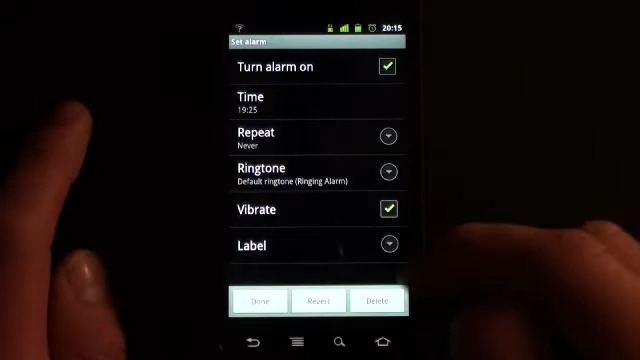 20:15
Set alarm
Turn alarm on
Time
19:25
Repeat
Never
Ringtone
Default ringtone (Ringing Alarm)
Vibrate
Label
Done Revert Delete